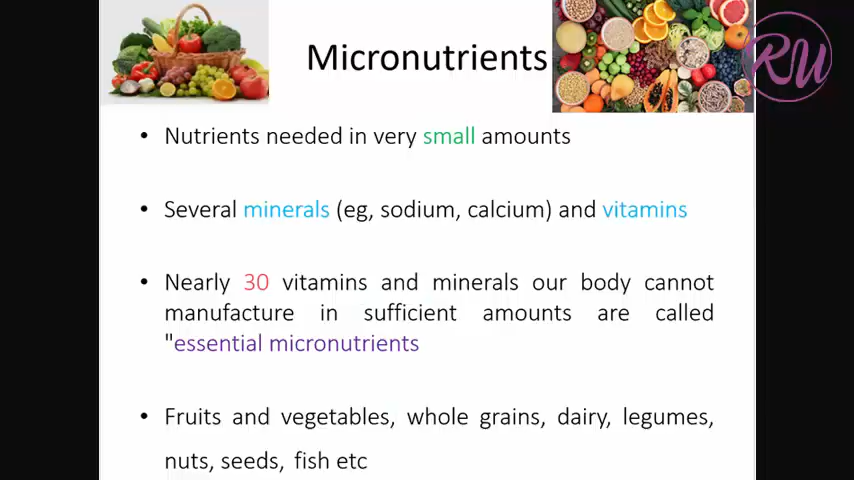 Micronutrients
RU
• Nutrients needed in very small amounts
• Several minerals (eg, sodium, calcium) and vitamins
• Nearly 30 vitamins and minerals our body cannot
manufacture in sufficient amounts are called
"essential micronutrients
• Fruits and vegetables, whole grains, dairy, legumes,
nuts, seeds, fish etc